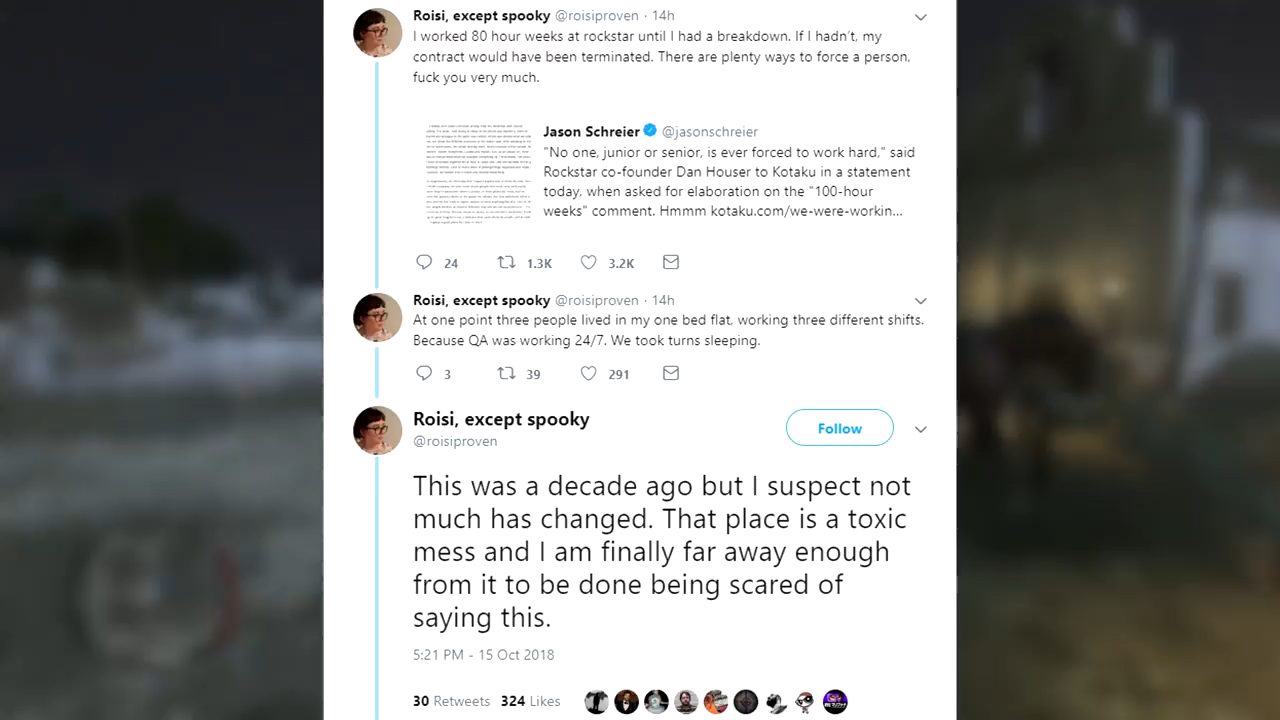 Roisi, except spooky @roisiproven · 14h
I worked 80 hour weeks at rockstar until I had a breakdown. If I hadn't, my
contract would have been terminated. There are plenty ways to force a person,
fuck you very much.
Jason Schreier @jasonschreier
"No one, junior or senior, is ever forced to work hard" said
Rockstar co-founder Dan Houser to Kotaku in a statement
today, when asked for elaboration on the "100-hour
weeks" comment. Hmmm kotaku.com/we-were-workin...
24 1.3K 3.2K
Roisi, except spooky @roisiproven · 14h
At one point three people lived in my one bed flat, working three different shifts.
Because QA was working 24/7. We took turns sleeping.
3 39 291
Roisi, except spooky
@roisiproven
Follow
This was a decade ago but I suspect not
much has changed. That place is a toxic
mess and I am finally far away enough
from it to be done being scared of
saying this.
5:21 PM - 15 Oct 2018
30 Retweets 324 Likes